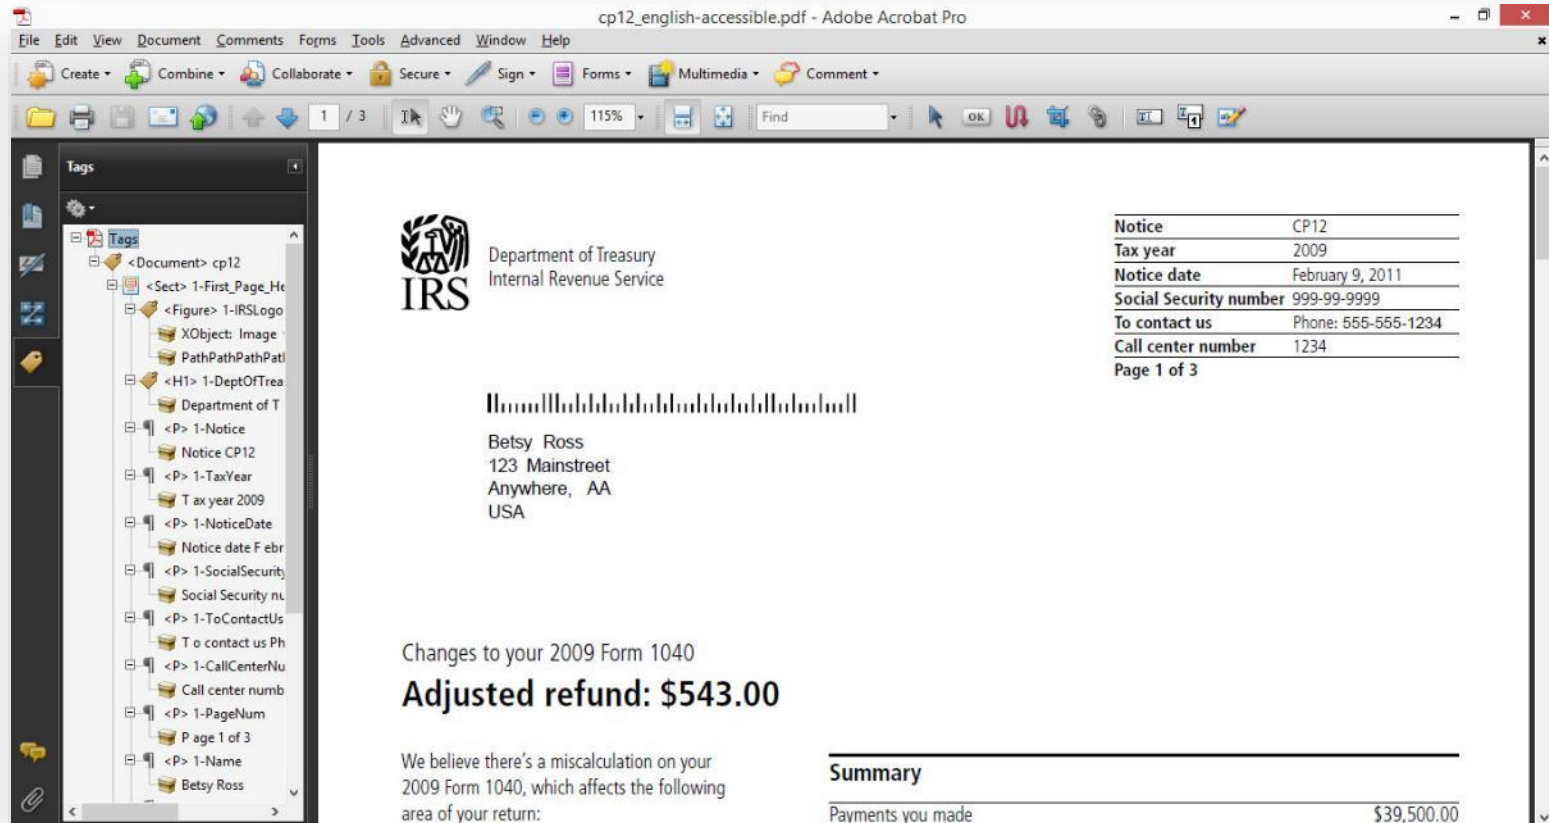 cp12_english-accessible.pdf - Adobe Acrobat Pro
File Edit View Document Comments Forms Tools Advanced Window Help
Create Combine Collaborate Secure Sign Forms Multimedia Comment
1 / 3 115% Find OK
Tags
Tags
<Document> cp12
<Sect> 1-First_Page_He
<Figure> 1-IRSLogo
XObject: Image
PathPathPathPath
<H1> 1-DeptOfTrea
Department of T
<P> 1-Notice
Notice CP12
<P> 1-TaxYear
T ax year 2009
<P> 1-NoticeDate
Notice date F ebr
<P> 1-SocialSecurity
Social Security nu
<P> 1-ToContactUs
T o contact us Ph
<P> 1-CallCenterNu
Call center numb
<P> 1-PageNum
P age 1 of 3
<P> 1-Name
Betsy Ross
IRS
Department of Treasury
Internal Revenue Service
Notice CP12
Tax year 2009
Notice date February 9, 2011
Social Security number 999-99-9999
To contact us Phone: 555-555-1234
Call center number 1234
Page 1 of 3
Betsy Ross
123 Mainstreet
Anywhere, AA
USA
Changes to your 2009 Form 1040
Adjusted refund: $543.00
We believe there's a miscalculation on your
2009 Form 1040, which affects the following
area of your return:
Summary
Payments you made $39,500.00